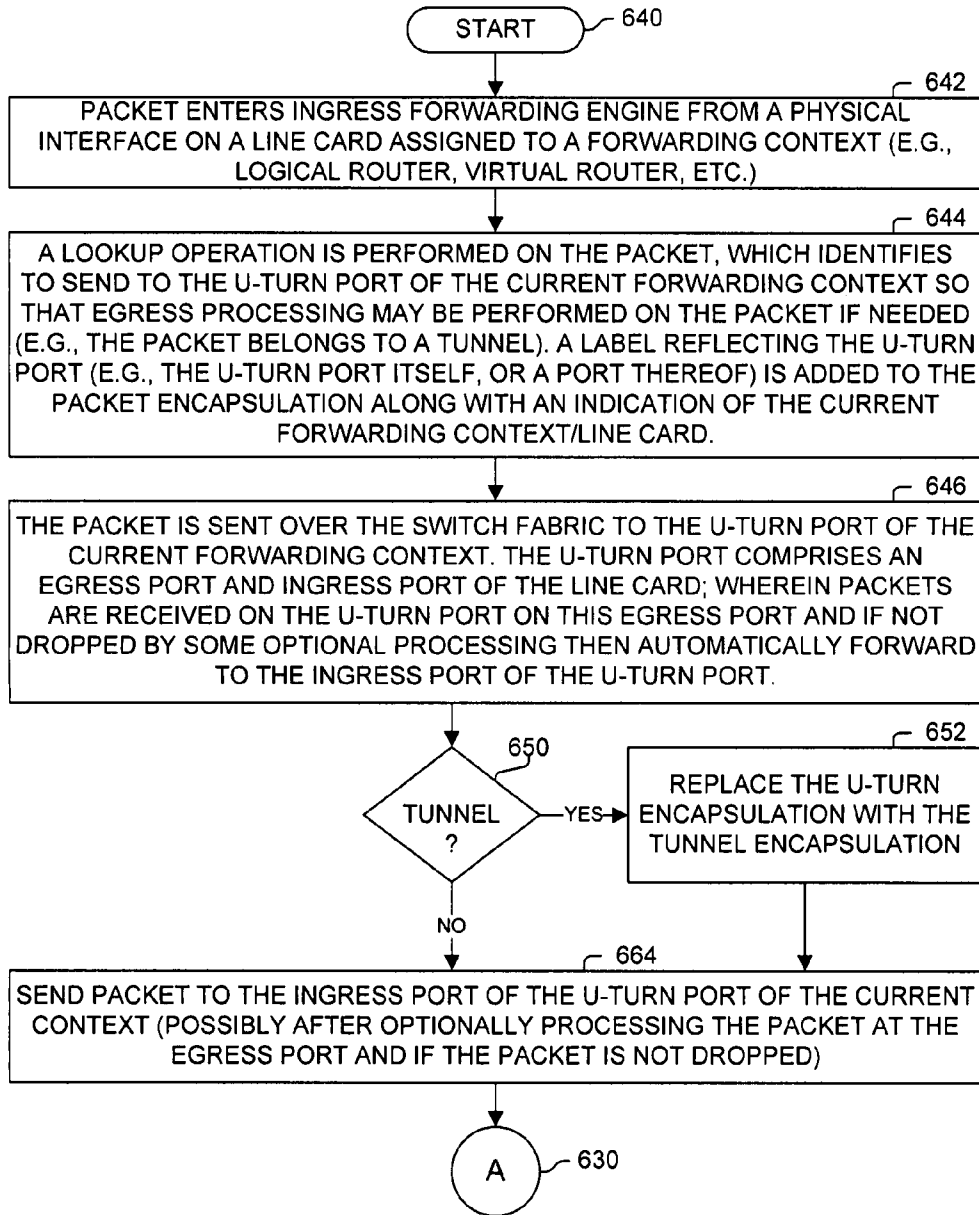 START
640
642
PACKET ENTERS INGRESS FORWARDING ENGINE FROM A PHYSICAL
INTERFACE ON A LINE CARD ASSIGNED TO A FORWARDING CONTEXT (E.G.,
LOGICAL ROUTER, VIRTUAL ROUTER, ETC.)
644
A LOOKUP OPERATION IS PERFORMED ON THE PACKET, WHICH IDENTIFIES
TO SEND TO THE U-TURN PORT OF THE CURRENT FORWARDING CONTEXT SO
THAT EGRESS PROCESSING MAY BE PERFORMED ON THE PACKET IF NEEDED
(E.G., THE PACKET BELONGS TO A TUNNEL). A LABEL REFLECTING THE U-TURN
PORT (E.G., THE U-TURN PORT ITSELF, OR A PORT THEREOF) IS ADDED TO THE
PACKET ENCAPSULATION ALONG WITH AN INDICATION OF THE CURRENT
FORWARDING CONTEXT/LINE CARD.
646
THE PACKET IS SENT OVER THE SWITCH FABRIC TO THE U-TURN PORT OF THE
CURRENT FORWARDING CONTEXT. THE U-TURN PORT COMPRISES AN
EGRESS PORT AND INGRESS PORT OF THE LINE CARD; WHEREIN PACKETS
ARE RECEIVED ON THE U-TURN PORT ON THIS EGRESS PORT AND IF NOT
DROPPED BY SOME OPTIONAL PROCESSING THEN AUTOMATICALLY FORWARD
TO THE INGRESS PORT OF THE U-TURN PORT.
650
TUNNEL
?
YES
NO
652
REPLACE THE U-TURN
ENCAPSULATION WITH THE
TUNNEL ENCAPSULATION
664
SEND PACKET TO THE INGRESS PORT OF THE U-TURN PORT OF THE CURRENT
CONTEXT (POSSIBLY AFTER OPTIONALLY PROCESSING THE PACKET AT THE
EGRESS PORT AND IF THE PACKET IS NOT DROPPED)
A
630